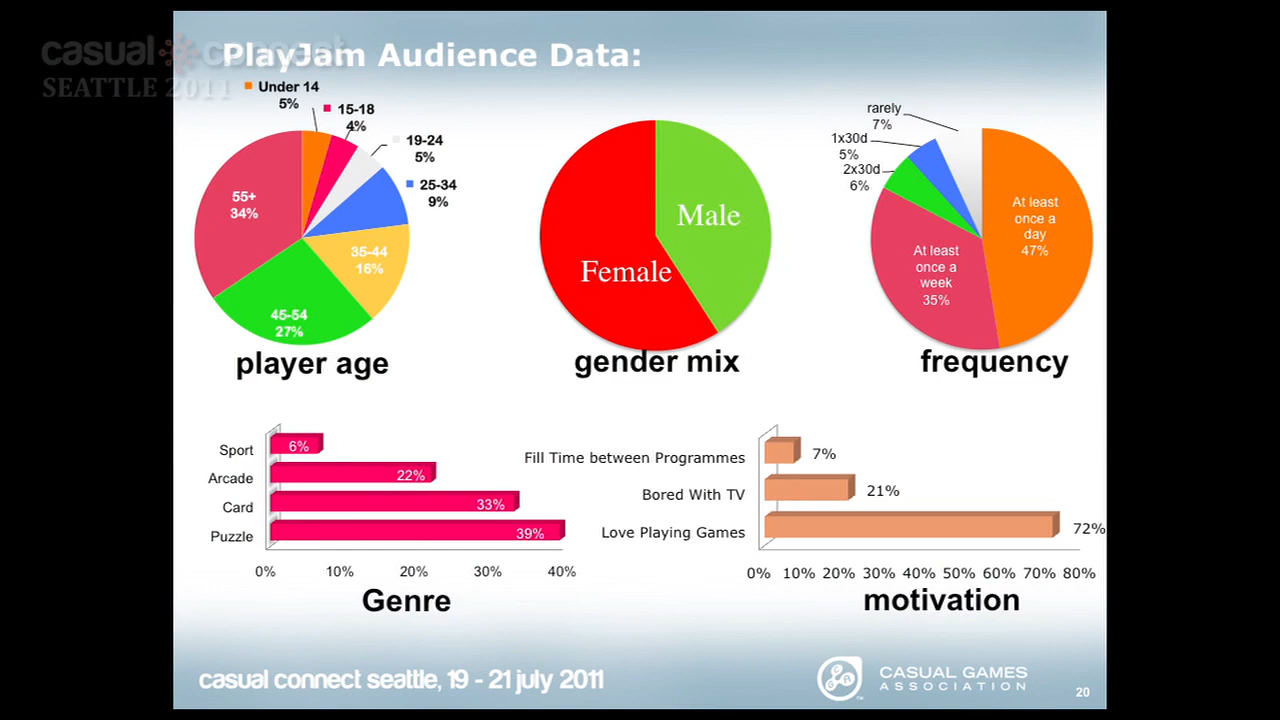 casual connect
SEATTLE 2011
PlayJam Audience Data:
Under 14
5%
15-18
4%
19-24
5%
25-34
9%
35-44
16%
45-54
27%
55+
34%
player age
Male
Female
gender mix
rarely
7%
1x30d
5%
2x30d
6%
At least
once a
week
35%
At least
once a
day
47%
frequency
Sport
6%
Arcade
22%
Card
33%
Puzzle
39%
0% 10% 20% 30% 40%
Genre
Fill Time between Programmes
7%
Bored With TV
21%
Love Playing Games
72%
0% 10% 20% 30% 40% 50% 60% 70% 80%
motivation
casual connect seattle, 19 - 21 july 2011
CGA
CASUAL GAMES
ASSOCIATION
TM
20